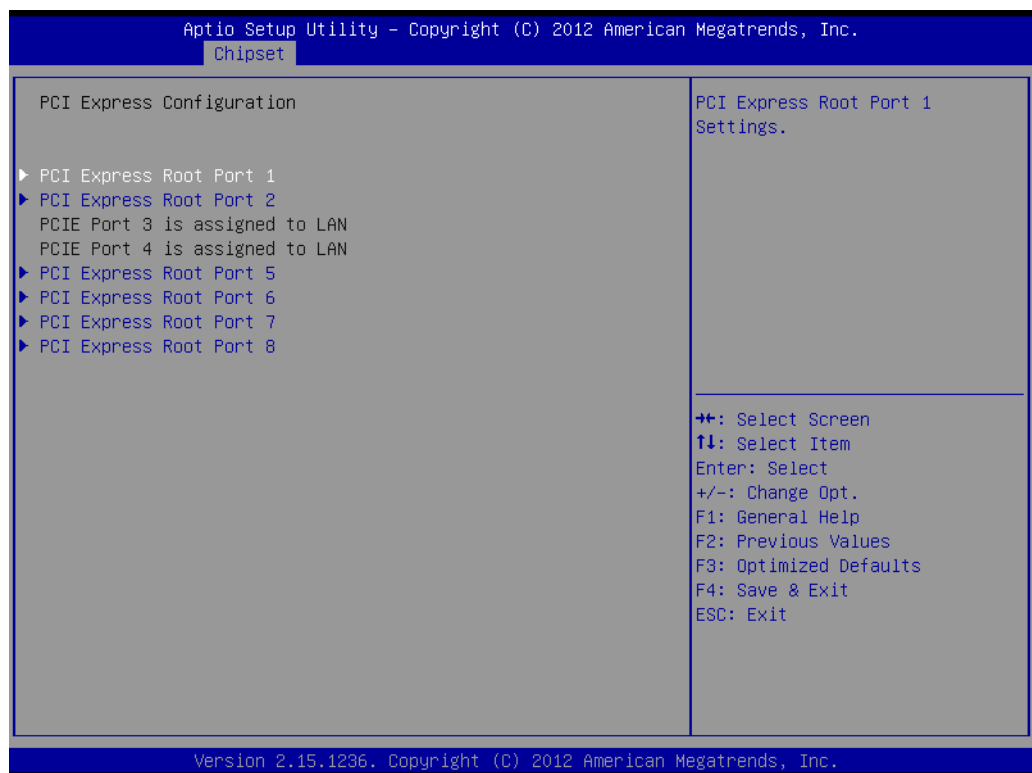 Aptio Setup Utility – Copyright (C) 2012 American Megatrends, Inc.
Chipset
PCI Express Configuration
PCI Express Root Port 1
PCI Express Root Port 2
PCIE Port 3 is assigned to LAN
PCIE Port 4 is assigned to LAN
PCI Express Root Port 5
PCI Express Root Port 6
PCI Express Root Port 7
PCI Express Root Port 8
PCI Express Root Port 1
Settings.
→←: Select Screen
↑↓: Select Item
Enter: Select
+/-: Change Opt.
F1: General Help
F2: Previous Values
F3: Optimized Defaults
F4: Save & Exit
ESC: Exit
Version 2.15.1236. Copyright (C) 2012 American Megatrends, Inc.